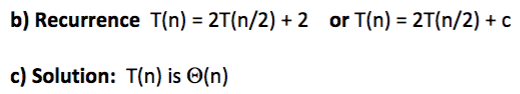 b) Recurrence T(n) = 2T(n/2) + 2 or T(n) = 2T(n/2) + c
c) Solution: T(n) is Θ(n)